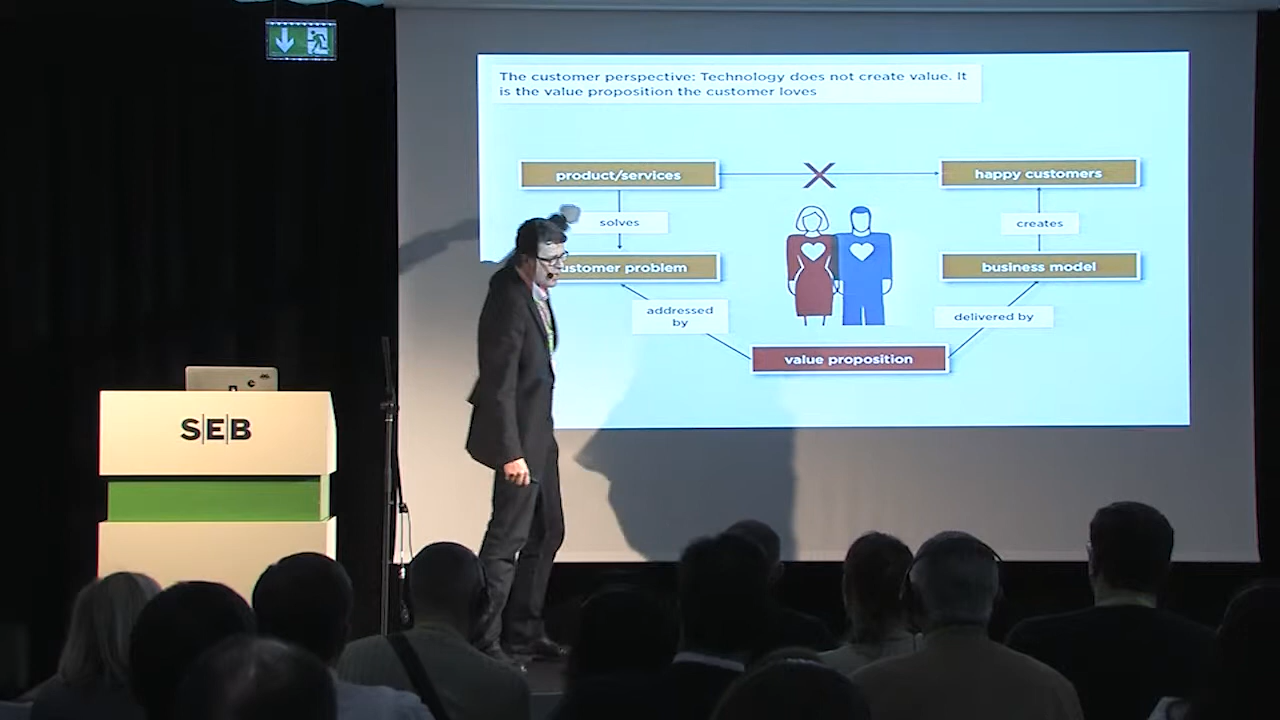 The customer perspective: Technology does not create value. It
is the value proposition the customer loves
product/services
happy customers
solves
creates
ustomer problem
business model
addressed
by
delivered by
value proposition
SEB